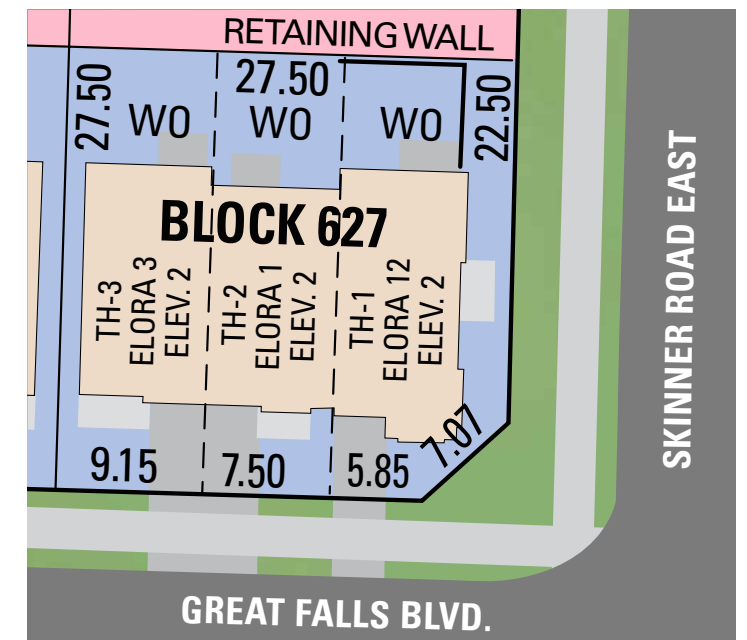 RETAINING WALL
27.50
27.50
22.50
WO
WO
WO
BLOCK 627
TH-3
ELORA 3
ELEV. 2
TH-2
ELORA 1
ELEV. 2
TH-1
ELORA 12
ELEV. 2
9.15
7.50
5.85
7.07
SKINNER ROAD EAST
GREAT FALLS BLVD.